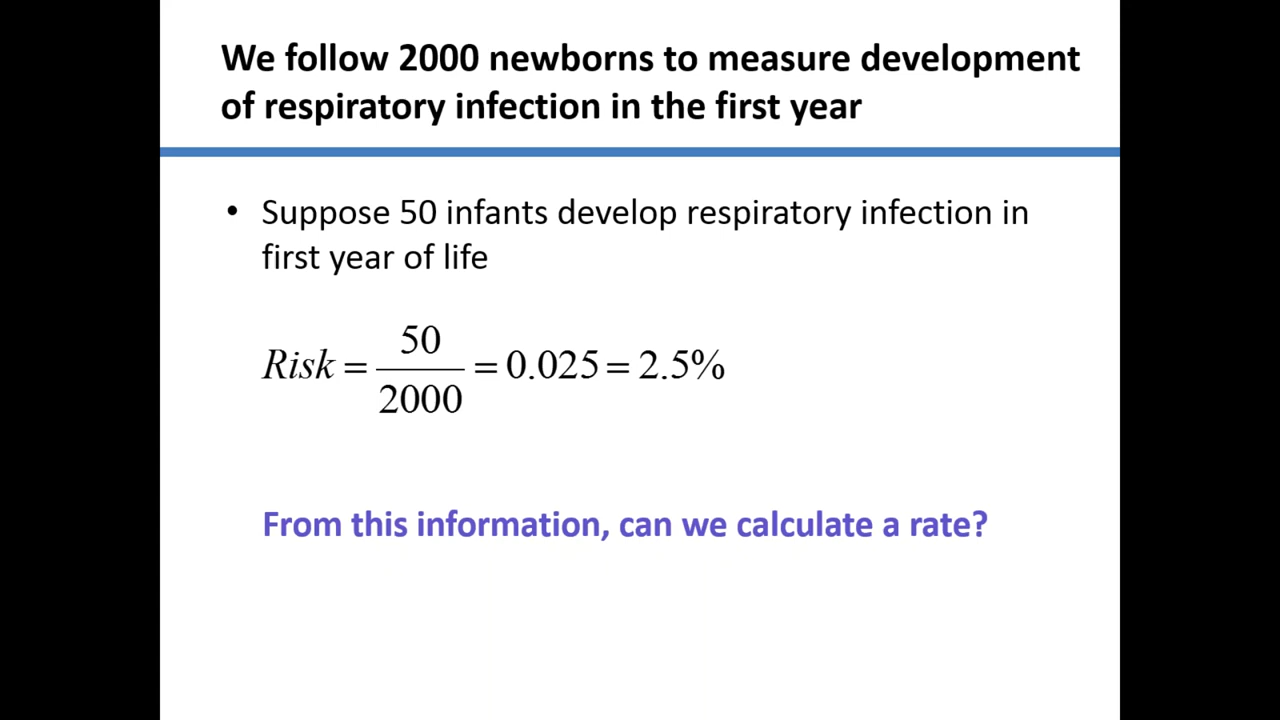 We follow 2000 newborns to measure development
of respiratory infection in the first year
• Suppose 50 infants develop respiratory infection in
first year of life
Risk = 50/2000 = 0.025 = 2.5%
From this information, can we calculate a rate?